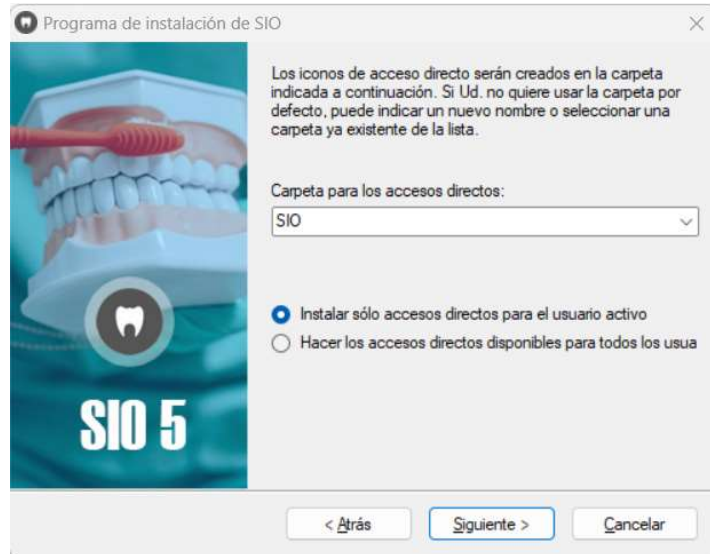 Programa de instalación de SIO
Los iconos de acceso directo serán creados en la carpeta
indicada a continuación. Si Ud. no quiere usar la carpeta por
defecto, puede indicar un nuevo nombre o seleccionar una
carpeta ya existente de la lista.
Carpeta para los accesos directos:
SIO
Instalar sólo accesos directos para el usuario activo
Hacer los accesos directos disponibles para todos los usua
SIO 5
< Atrás
Siguiente >
Cancelar